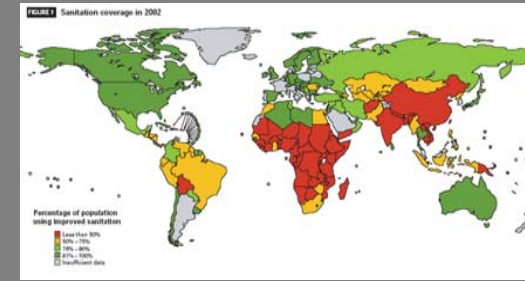 FIGURE 7 Sanitation coverage in 2002
Percentage of population
using improved sanitation
Less than 50%
50% – 75%
76% – 90%
91% – 100%
Insufficient data